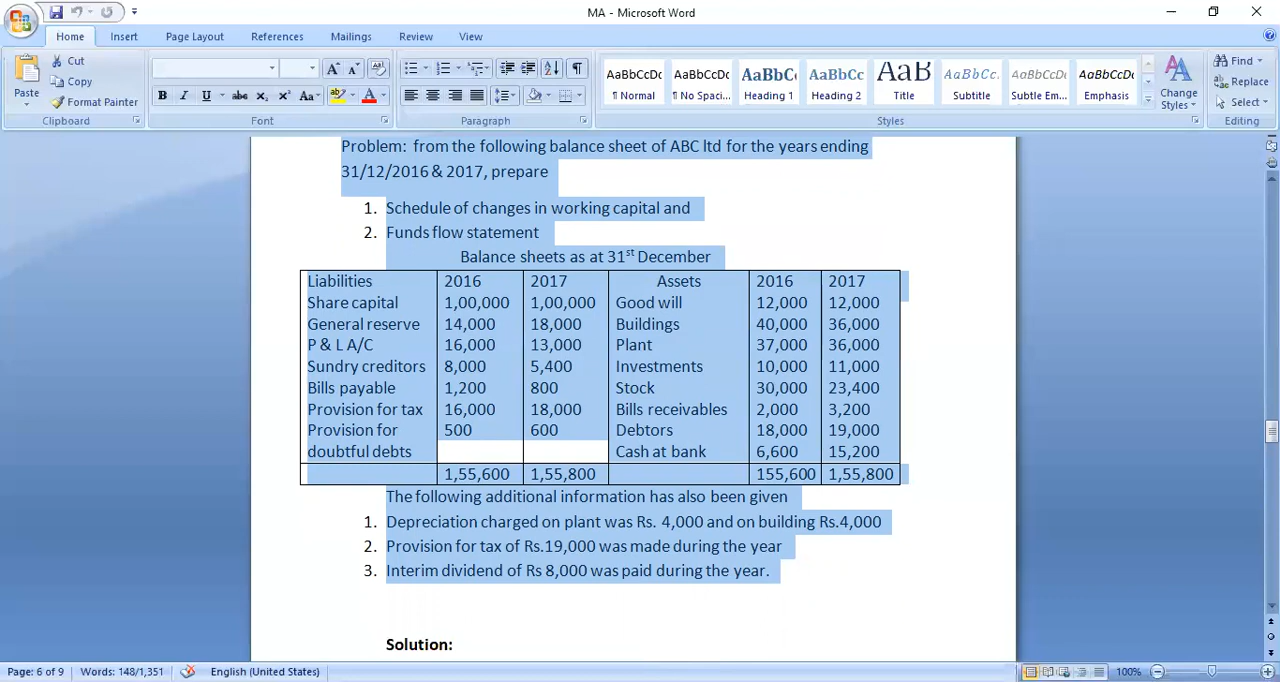 MA - Microsoft Word
Home Insert Page Layout References Mailings Review View
Paste
Cut
Copy
Format Painter
Clipboard
B I U abc X₂ X² Aa A
Font
Paragraph
AaBbCcDc AaBbCcDc AaBbC AaBbCc AaB AaBbCc. AaBbCcDc AaBbCcDc
¶ Normal ¶ No Spaci... Heading 1 Heading 2 Title Subtitle Subtle Em... Emphasis
Styles
Change Styles
Find
Replace
Select
Editing
Problem: from the following balance sheet of ABC ltd for the years ending
31/12/2016 & 2017, prepare
1. Schedule of changes in working capital and
2. Funds flow statement
Balance sheets as at 31st December
Liabilities 2016 2017 Assets 2016 2017
Share capital 1,00,000 1,00,000 Good will 12,000 12,000
General reserve 14,000 18,000 Buildings 40,000 36,000
P & L A/C 16,000 13,000 Plant 37,000 36,000
Sundry creditors 8,000 5,400 Investments 10,000 11,000
Bills payable 1,200 800 Stock 30,000 23,400
Provision for tax 16,000 18,000 Bills receivables 2,000 3,200
Provision for 500 600 Debtors 18,000 19,000
doubtful debts Cash at bank 6,600 15,200
1,55,600 1,55,800 155,600 1,55,800
The following additional information has also been given
1. Depreciation charged on plant was Rs. 4,000 and on building Rs.4,000
2. Provision for tax of Rs.19,000 was made during the year
3. Interim dividend of Rs 8,000 was paid during the year.
Solution:
Page: 6 of 9 Words: 148/1,351 English (United States) 100%